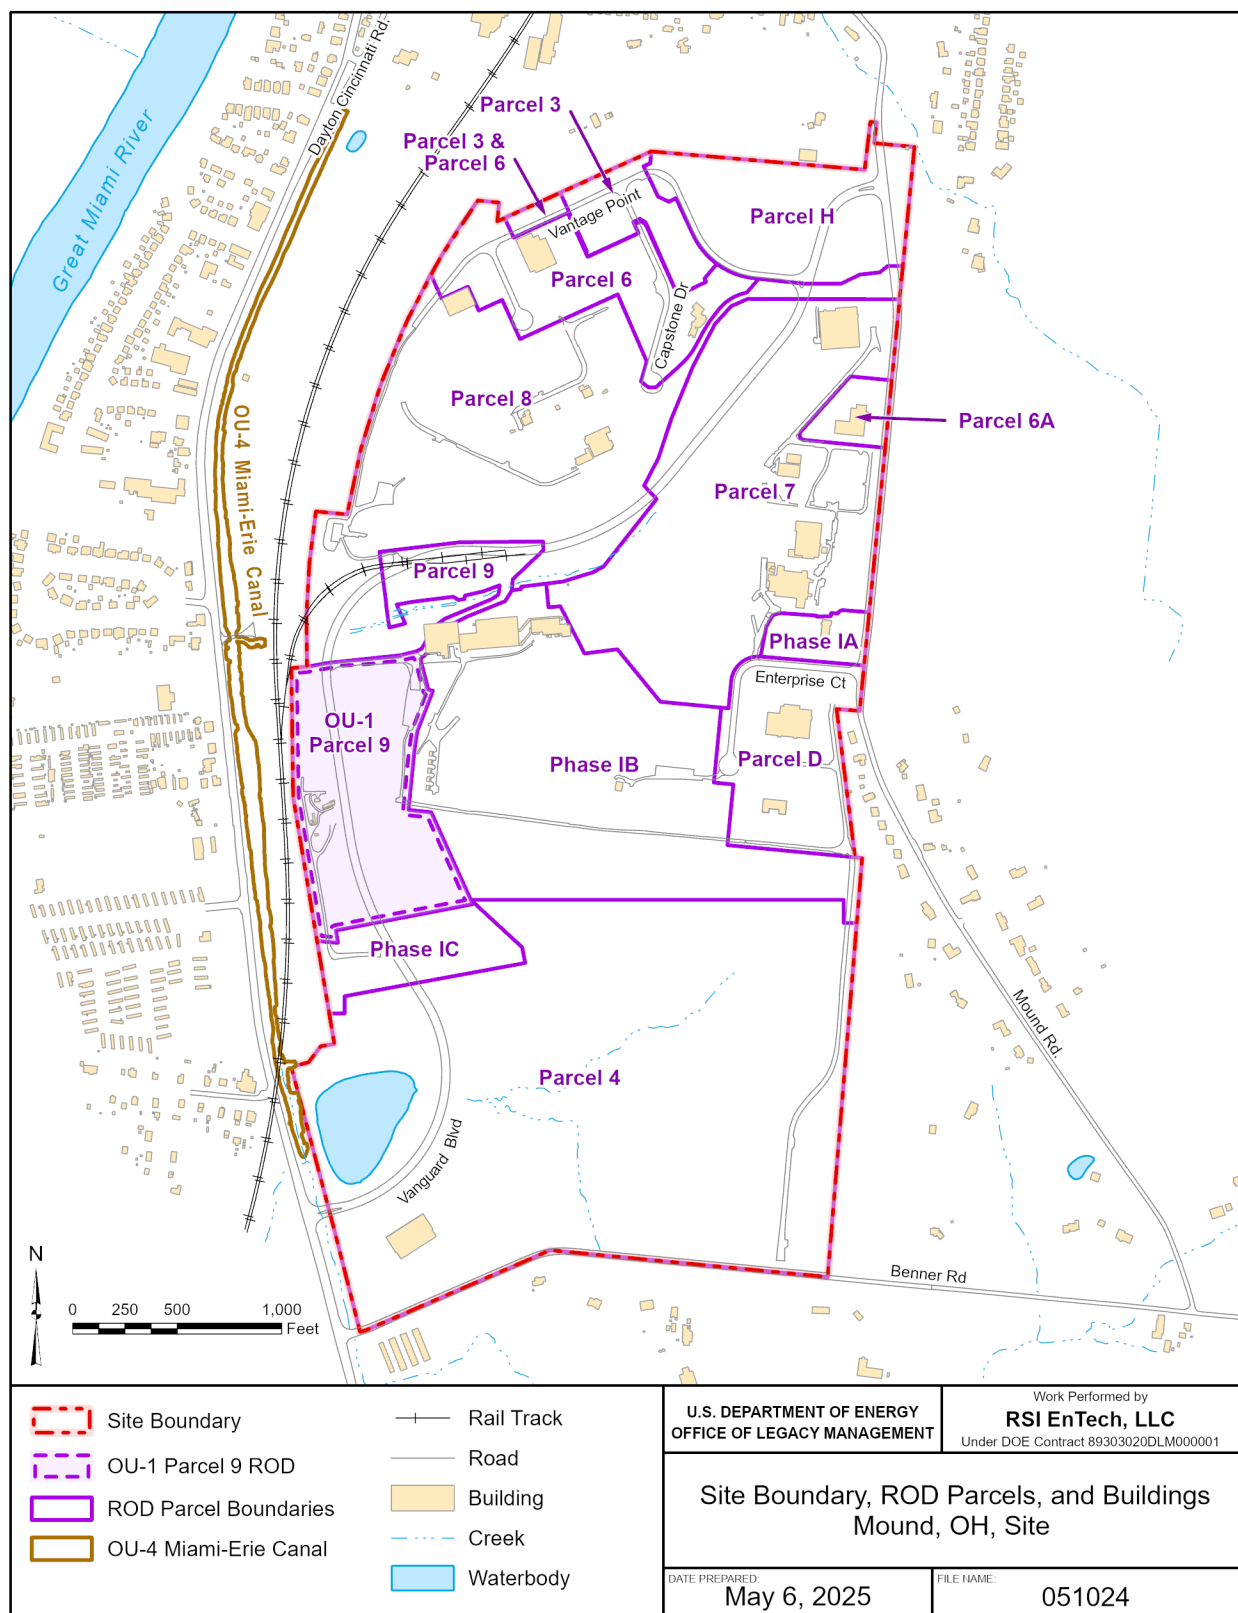 Dayton Cincinnati Rd.
Great Miami River
Parcel 3
Parcel 3 &
Parcel 6
Vantage Point
Parcel H
Parcel 6
Capstone Dr
Parcel 8
Parcel 6A
OU-4 Miami-Erie Canal
Parcel 7
Parcel 9
Phase IA
Enterprise Ct
OU-1
Parcel 9
Phase IB
Parcel D
Phase IC
Mound Rd.
Parcel 4
Vanguard Blvd
Benner Rd
N
0 250 500 1,000
Feet
Site Boundary
OU-1 Parcel 9 ROD
ROD Parcel Boundaries
OU-4 Miami-Erie Canal
Rail Track
Road
Building
Creek
Waterbody
U.S. DEPARTMENT OF ENERGY
OFFICE OF LEGACY MANAGEMENT
Work Performed by
RSI EnTech, LLC
Under DOE Contract 89303020DLM000001
Site Boundary, ROD Parcels, and Buildings
Mound, OH, Site
DATE PREPARED:
May 6, 2025
FILE NAME:
051024